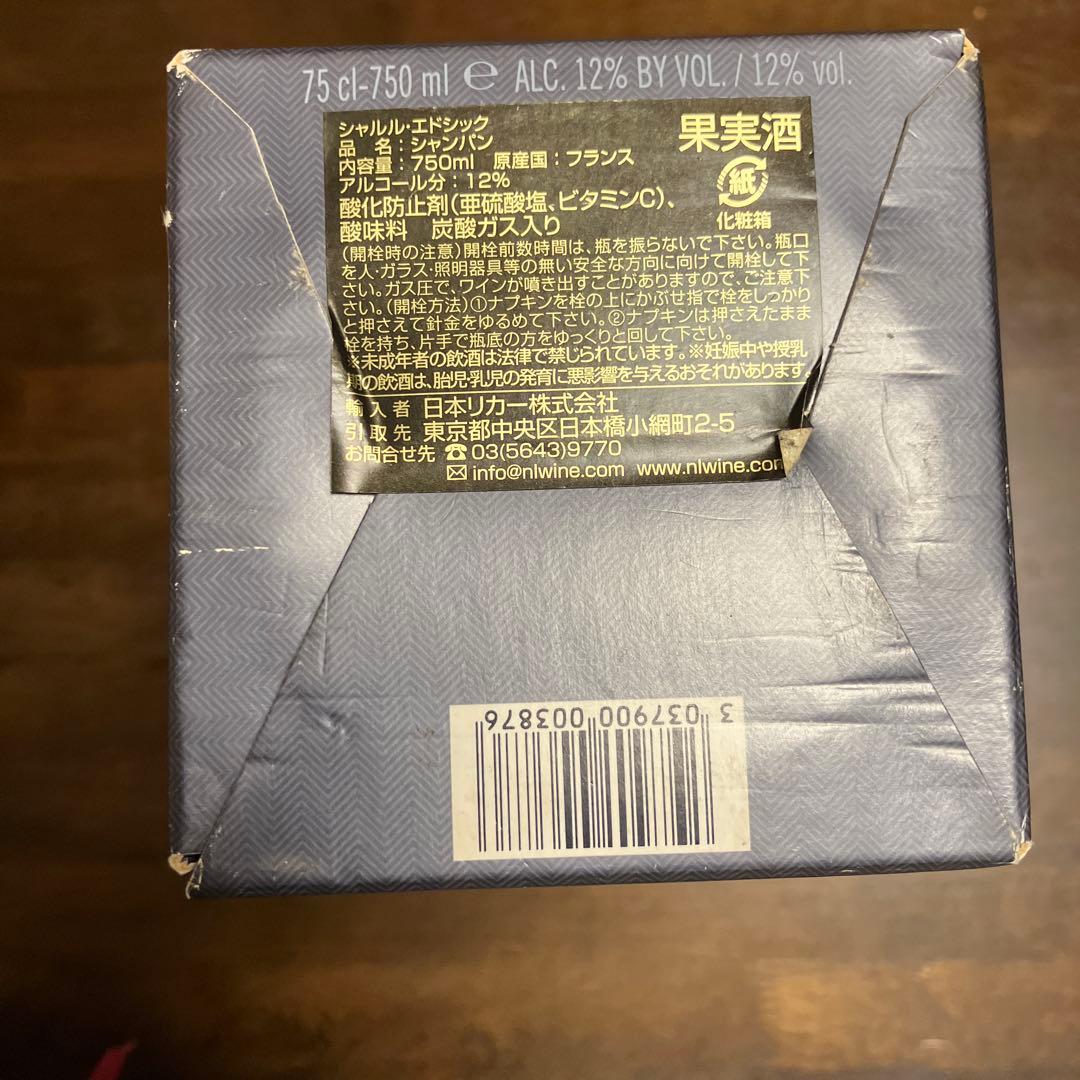 75 cl-750 ml ℮ ALC. 12% BY VOL. / 12% vol.
シャルル・エドシック
果実酒
品 名：シャンパン
内容量：750ml 原産国：フランス
アルコール分：12%
紙
化粧箱
酸化防止剤（亜硫酸塩、ビタミンC）、
酸味料 炭酸ガス入り
（開栓時の注意）開栓前数時間は、瓶を振らないで下さい。瓶口
を人・ガラス・照明器具等の無い安全な方向に向けて開栓して下
さい。ガス圧で、ワインが噴き出すことがありますので、ご注意下
さい。（開栓方法）①ナプキンを栓の上にかぶせ指で栓をしっかり
と押さえて針金をゆるめて下さい。②ナプキンは押さえたまま
栓を持ち、片手で瓶底の方をゆっくりと回して下さい。
※未成年者の飲酒は法律で禁じられています。※妊娠中や授乳
期の飲酒は、胎児・乳児の発育に悪影響を与えるおそれがあります。
輸入者 日本リカー株式会社
引取先 東京都中央区日本橋小網町2-5
お問合せ先 ☎ 03(5643)9770
✉ info@nlwine.com www.nlwine.com
3 037900 003876